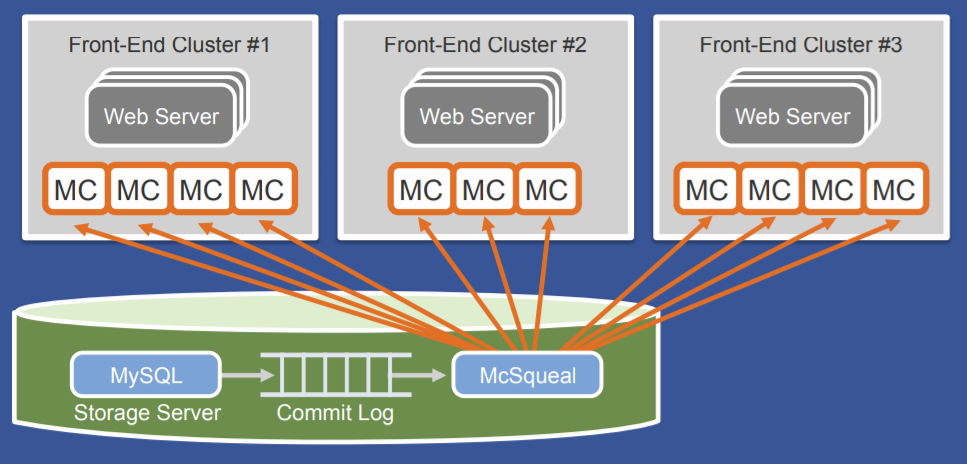 Front-End Cluster #1
Front-End Cluster #2
Front-End Cluster #3
Web Server
Web Server
Web Server
MC MC MC MC
MC MC MC
MC MC MC MC
MySQL
McSqueal
Storage Server
Commit Log